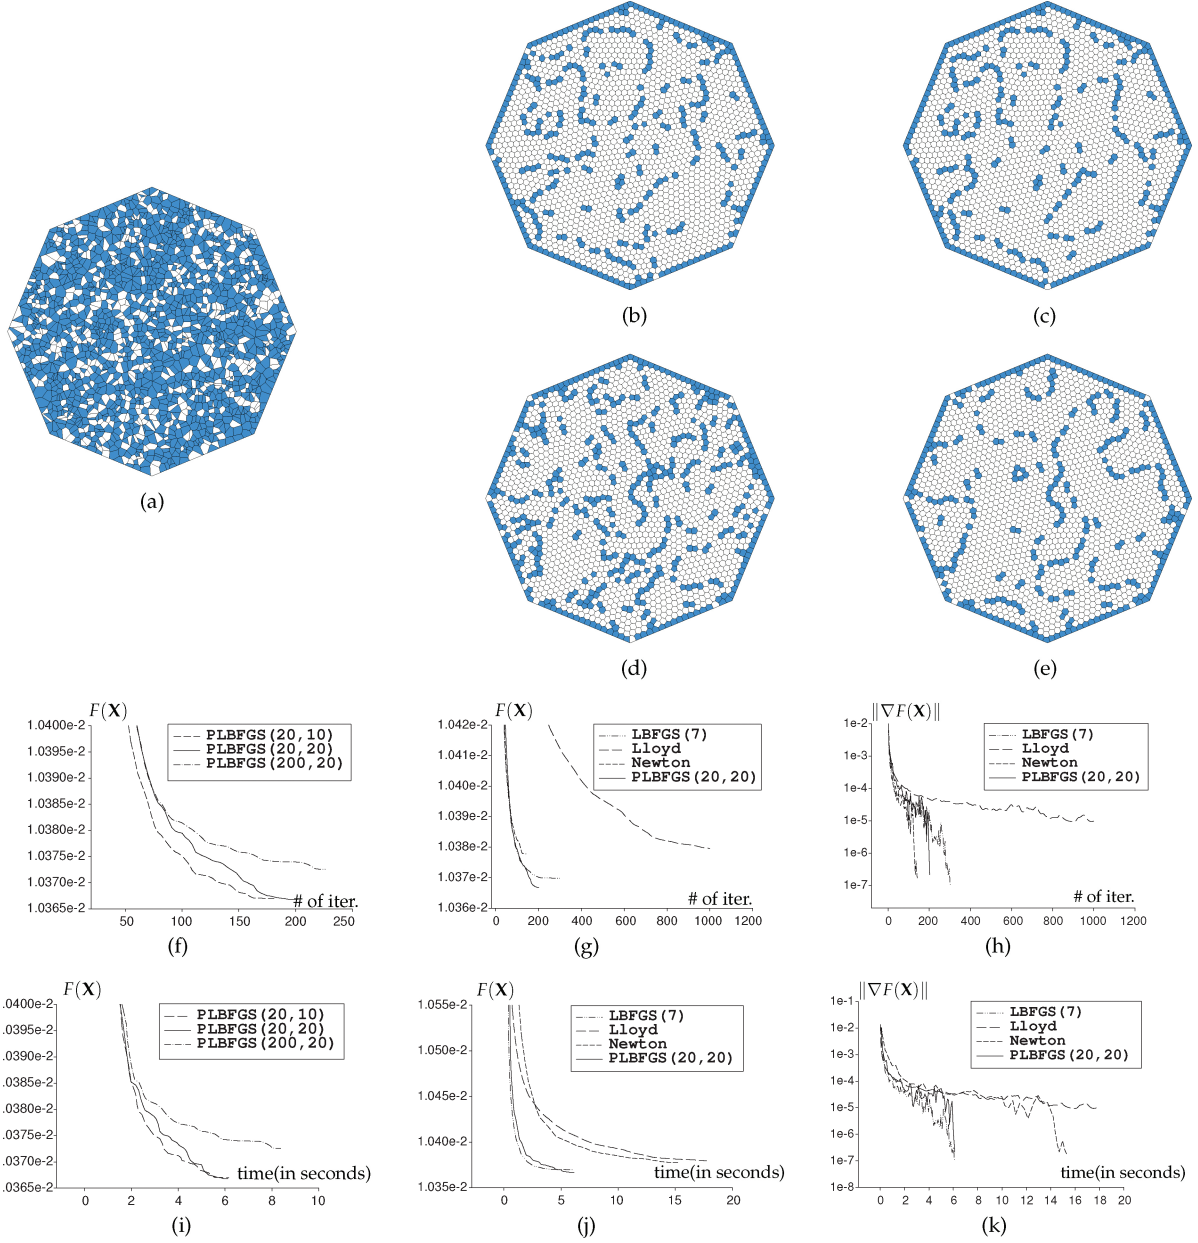 (a)
(b)
(c)
(d)
(e)
F(X)
1.0400e-2
1.0395e-2
1.0390e-2
1.0385e-2
1.0380e-2
1.0375e-2
1.0370e-2
1.0365e-2
PLBFGS(20,10)
PLBFGS(20,20)
PLBFGS(200,20)
# of iter.
50 100 150 200 250
(f)
F(X)
1.042e-2
1.041e-2
1.040e-2
1.039e-2
1.038e-2
1.037e-2
1.036e-2
LBFGS(7)
Lloyd
Newton
PLBFGS(20,20)
# of iter.
0 200 400 600 800 1000 1200
(g)
||∇F(X)||
1e-2
1e-3
1e-4
1e-5
1e-6
1e-7
LBFGS(7)
Lloyd
Newton
PLBFGS(20,20)
# of iter.
0 200 400 600 800 1000 1200
(h)
F(X)
.0400e-2
.0395e-2
.0390e-2
.0385e-2
.0380e-2
.0375e-2
.0370e-2
.0365e-2
PLBFGS(20,10)
PLBFGS(20,20)
PLBFGS(200,20)
time(in seconds)
0 2 4 6 8 10
(i)
F(X)
1.055e-2
1.050e-2
1.045e-2
1.040e-2
1.035e-2
LBFGS(7)
Lloyd
Newton
PLBFGS(20,20)
time(in seconds)
0 5 10 15 20
(j)
||∇F(X)||
1e-1
1e-2
1e-3
1e-4
1e-5
1e-6
1e-7
1e-8
LBFGS(7)
Lloyd
Newton
PLBFGS(20,20)
time(in seconds)
0 2 4 6 8 10 12 14 16 18 20
(k)